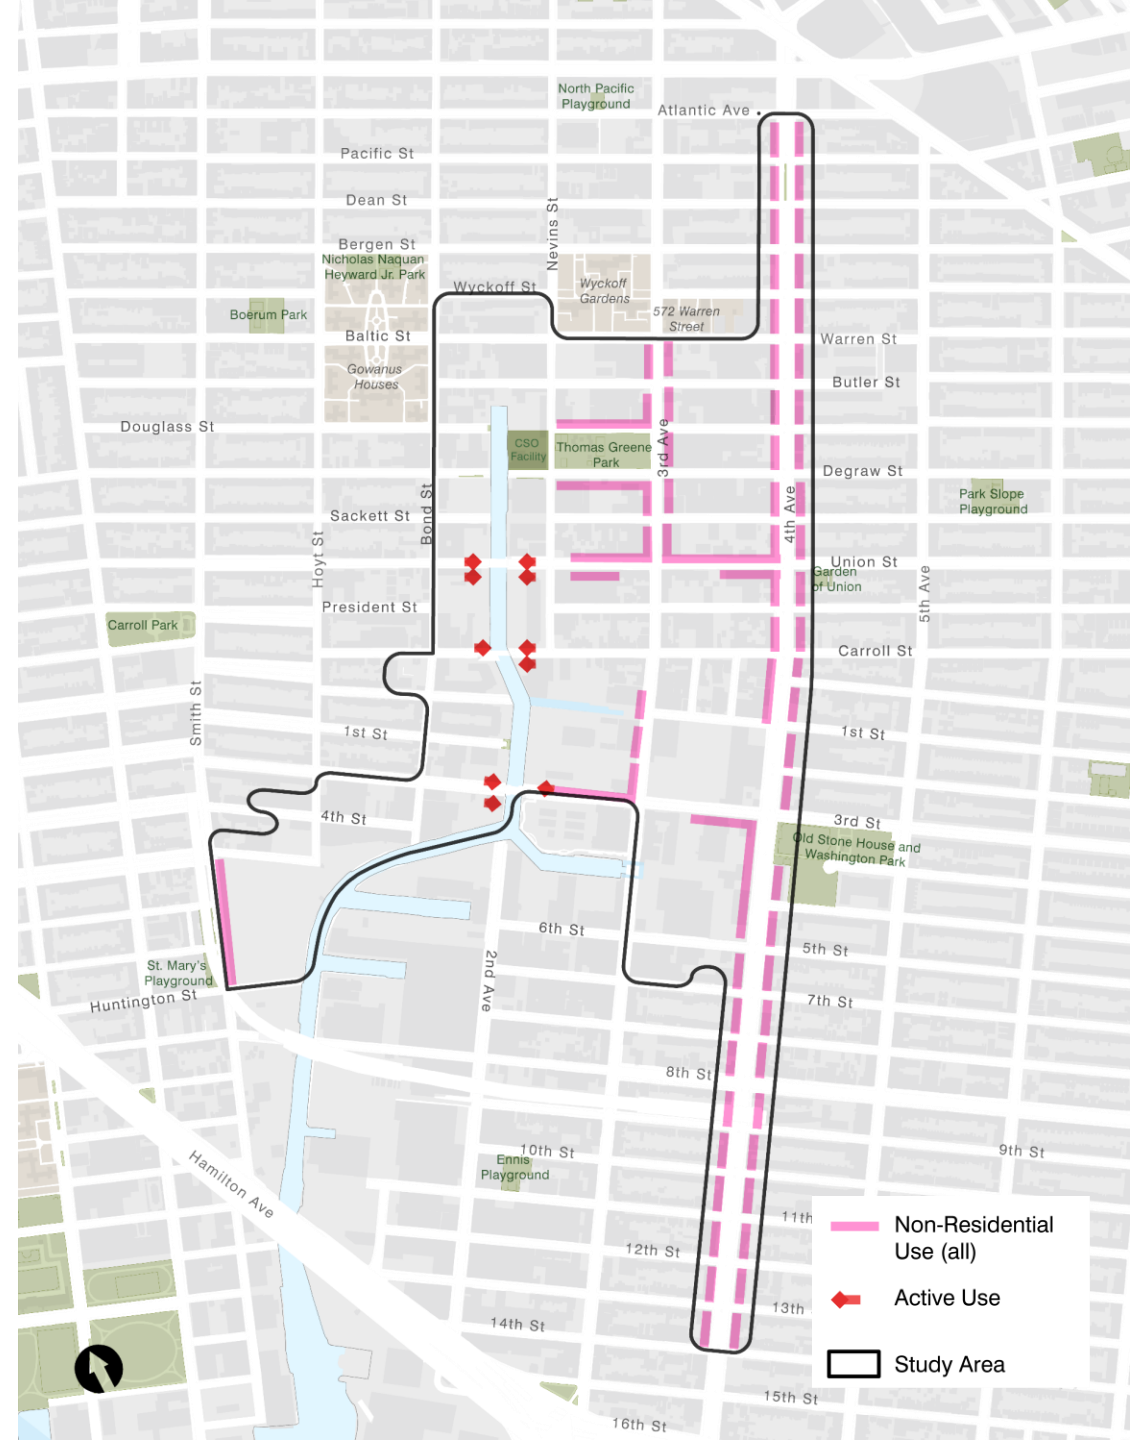 North Pacific
Playground
Atlantic Ave
Pacific St
Dean St
Nevins St
Bergen St
Nicholas Naquan
Heyward Jr. Park
Wyckoff St
Wyckoff
Gardens
Boerum Park
572 Warren
Street
Baltic St
Warren St
Gowanus
Houses
Butler St
Douglass St
CSO
Facility
Thomas Greene
Park
3rd Ave
Degraw St
Park Slope
Playground
Bond St
4th Ave
Sackett St
Hoyt St
Union St
Garden
of Union
5th Ave
President St
Carroll Park
Carroll St
Smith St
1st St
1st St
4th St
3rd St
Old Stone House and
Washington Park
6th St
5th St
St. Mary's
Playground
2nd Ave
Huntington St
7th St
8th St
10th St
9th St
Ennis
Playground
Hamilton Ave
11th
12th St
13th
14th St
15th St
16th St
Non-Residential
Use (all)
Active Use
Study Area